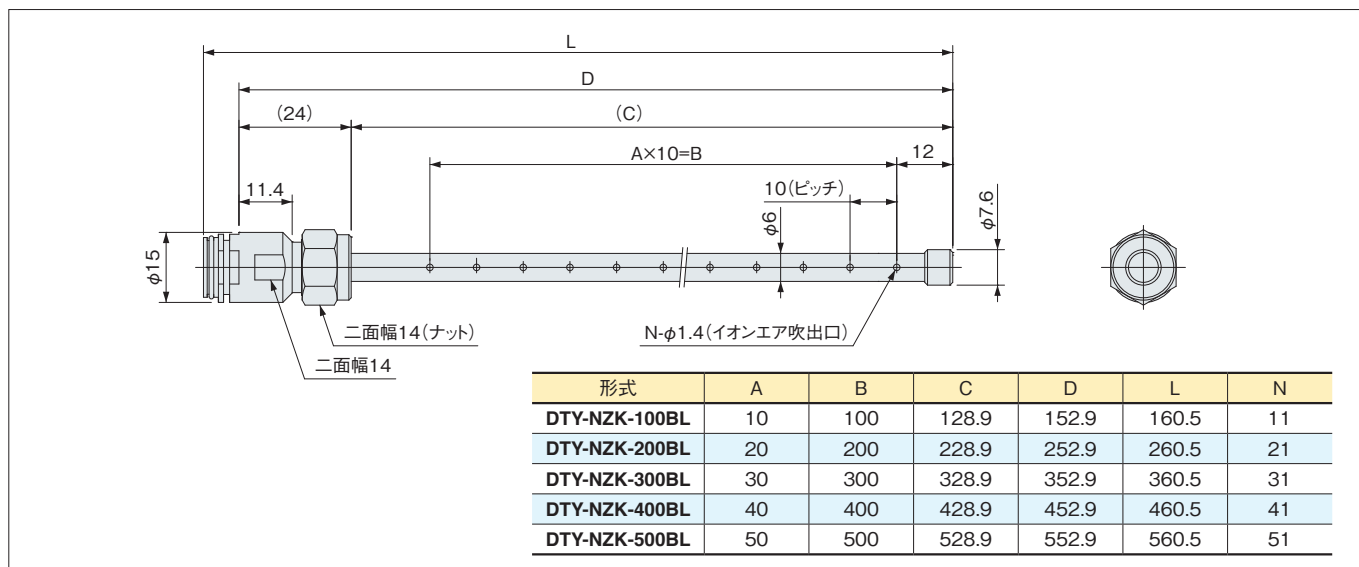 L
D
(24)
(C)
A×10=B
12
11.4
10(ピッチ)
φ6
φ7.6
φ15
二面幅14(ナット)
N-φ1.4(イオンエア吹出口)
二面幅14
形式 A B C D L N
DTY-NZK-100BL 10 100 128.9 152.9 160.5 11
DTY-NZK-200BL 20 200 228.9 252.9 260.5 21
DTY-NZK-300BL 30 300 328.9 352.9 360.5 31
DTY-NZK-400BL 40 400 428.9 452.9 460.5 41
DTY-NZK-500BL 50 500 528.9 552.9 560.5 51